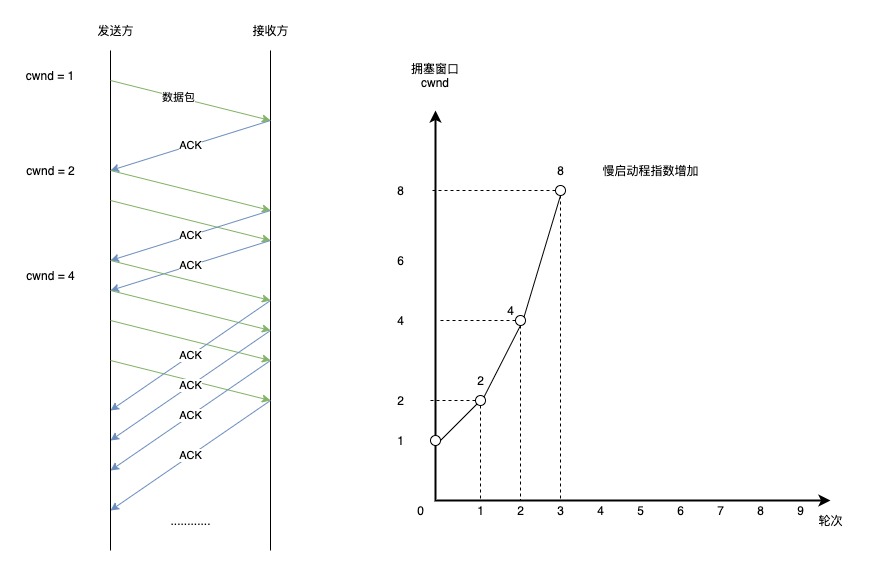 发送方
接收方
cwnd = 1
数据包
ACK
cwnd = 2
ACK
ACK
cwnd = 4
ACK
ACK
ACK
ACK
............
拥塞窗口
cwnd
8
慢启动程指数增加
8
6
4
4
2
2
1
0
1
2
3
4
5
6
7
8
9
轮次